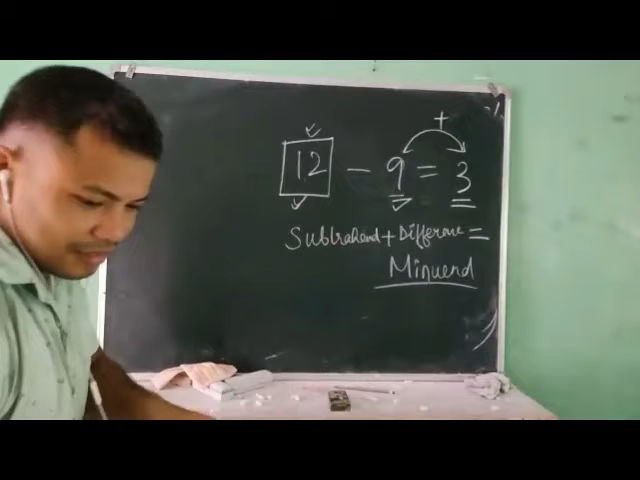 +
12 - 9 = 3
Subtrahend + Difference =
Minuend